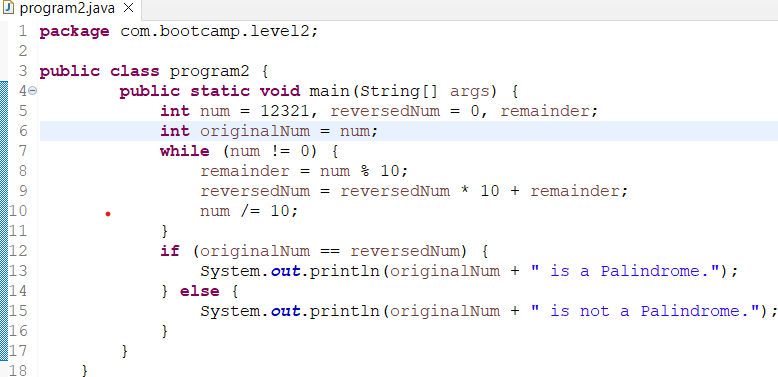 program2.java
1 package com.bootcamp.level2;
2
3 public class program2 {
4 public static void main(String[] args) {
5 int num = 12321, reversedNum = 0, remainder;
6 int originalNum = num;
7 while (num != 0) {
8 remainder = num % 10;
9 reversedNum = reversedNum * 10 + remainder;
10 num /= 10;
11 }
12 if (originalNum == reversedNum) {
13 System.out.println(originalNum + " is a Palindrome.");
14 } else {
15 System.out.println(originalNum + " is not a Palindrome.");
16 }
17 }
18 }